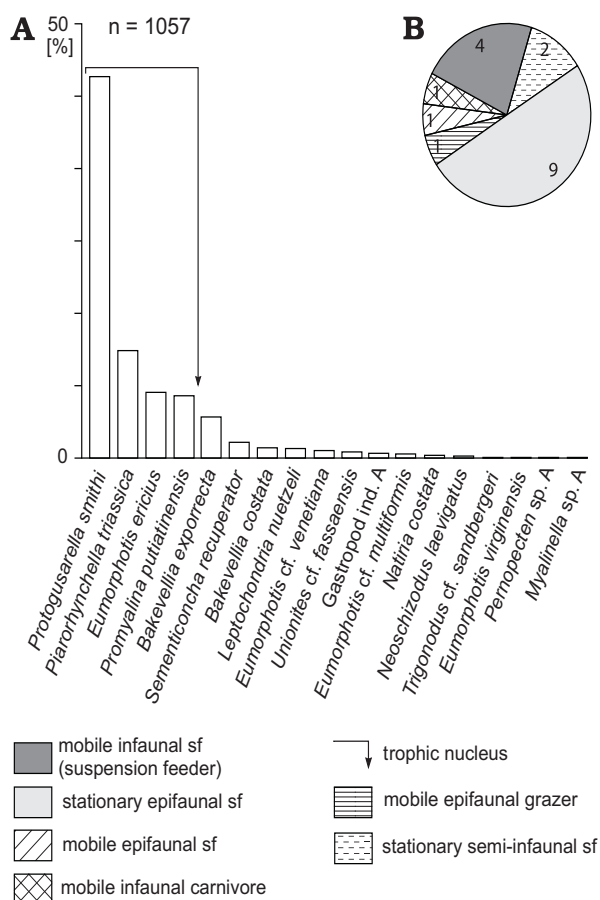 A
50
[%]
n = 1057
0
B
4
2
1
1
1
9
Protogusarella smithi
Piarorhynchella triassica
Eumorphotis ericius
Promyalina putiatinensis
Bakevellia exporrecta
Sementiconcha recuperator
Bakevellia costata
Leptochondria nuetzeli
Eumorphotis cf. venetiana
Unionites cf. fassaensis
Gastropod ind. A
Eumorphotis cf. multiformis
Natiria costata
Neoschizodus laevigatus
Trigonodus cf. sandbergeri
Eumorphotis virginensis
Pernopecten sp. A
Myalinella sp. A
mobile infaunal sf
(suspension feeder)
stationary epifaunal sf
mobile epifaunal sf
mobile infaunal carnivore
trophic nucleus
mobile epifaunal grazer
stationary semi-infaunal sf